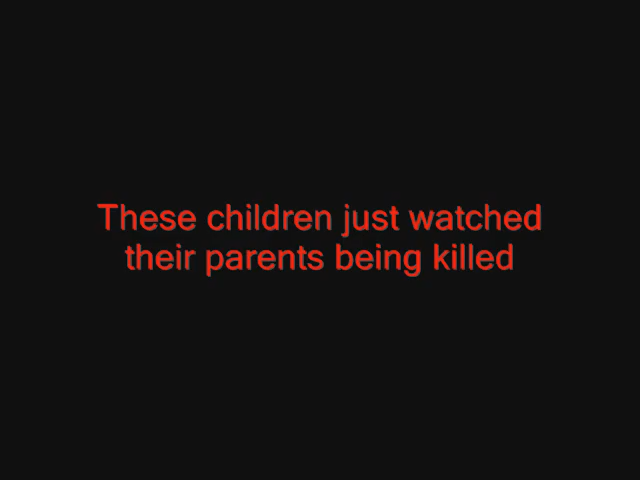 These children just watched
their parents being killed